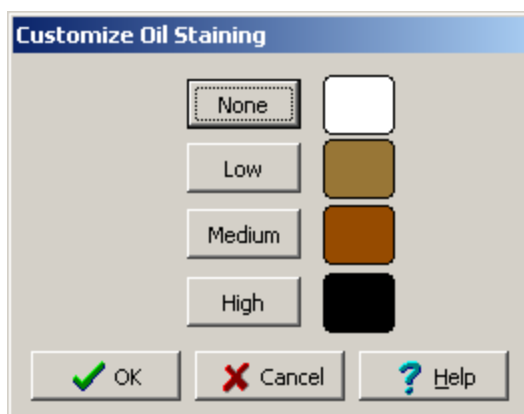 Customize Oil Staining
None
Low
Medium
High
OK Cancel Help